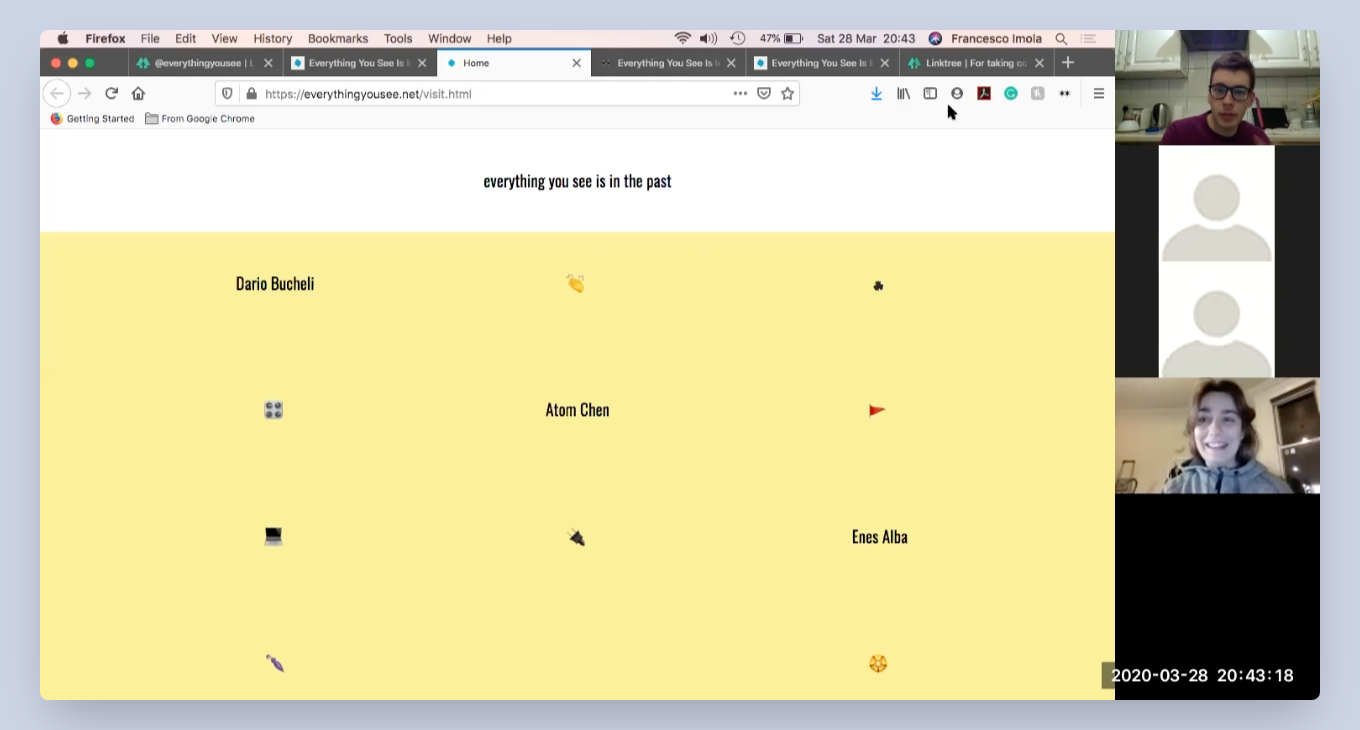 Firefox File Edit View History Bookmarks Tools Window Help 47% Sat 28 Mar 20:43 Francesco Imola
@everythingyousee | L Everything You See Is I Home Everything You See Is I Everything You See Is I Linktree | For taking co
https://everythingyousee.net/visit.html
Getting Started From Google Chrome
everything you see is in the past
Dario Bucheli
Atom Chen
Enes Alba
2020-03-28 20:43:18